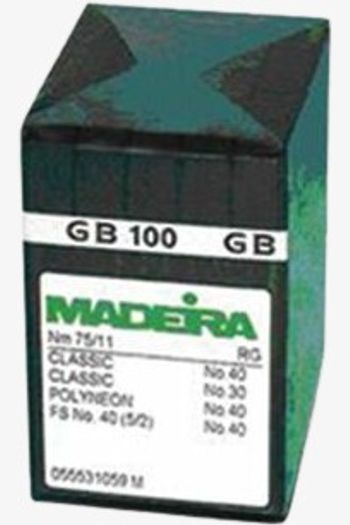 GB 100 GB
MADEIRA
Nm 75/11 RG
CLASSIC No 40
CLASSIC No 30
POLYNEON No 40
FS No. 40 (5/2) No 40
055531059 M